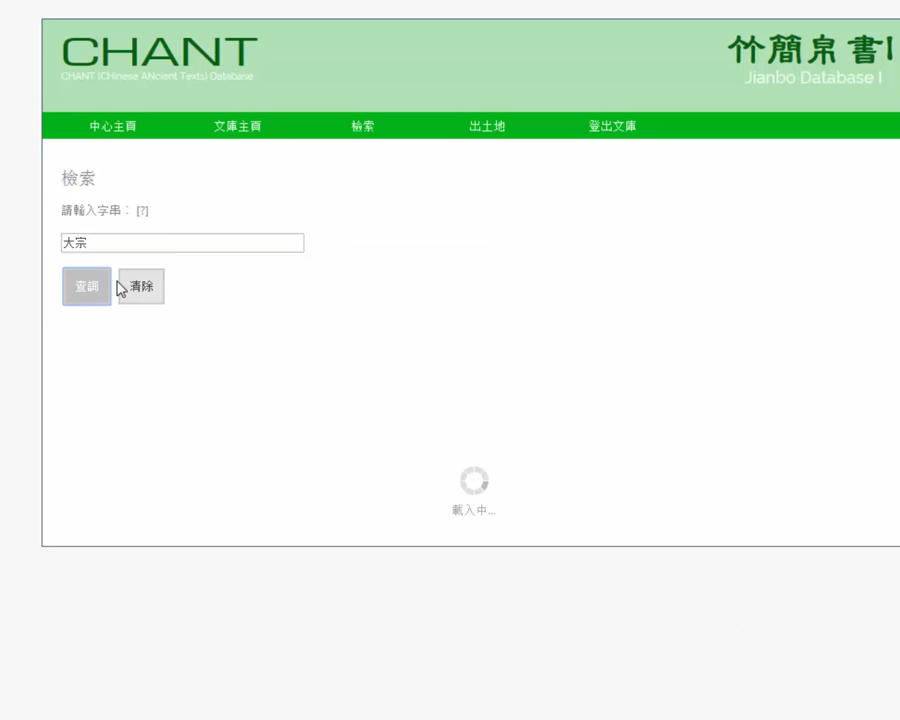 CHANT
CHANT (CHinese ANcient Texts) Database
竹簡帛書I
Jianbo Database I
中心主頁 文庫主頁 檢索 出土地 登出文庫
檢索
請輸入字串： [?]
大宗
查詢 清除
載入中...